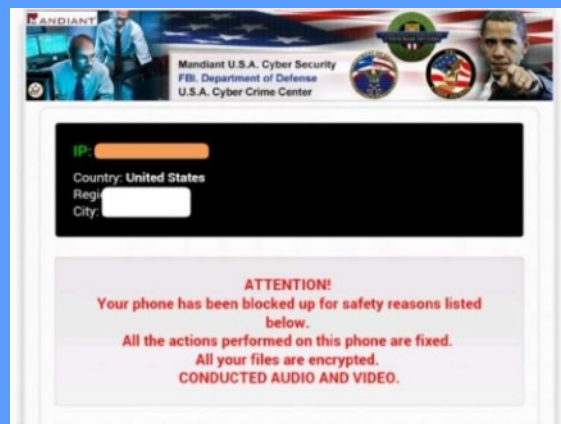 MANDIANT
Mandiant U.S.A. Cyber Security
FBI. Department of Defense
U.S.A. Cyber Crime Center
IP:
Country: United States
City:
ATTENTION!
Your phone has been blocked up for safety reasons listed
below.
All the actions performed on this phone are fixed.
All your files are encrypted.
CONDUCTED AUDIO AND VIDEO.